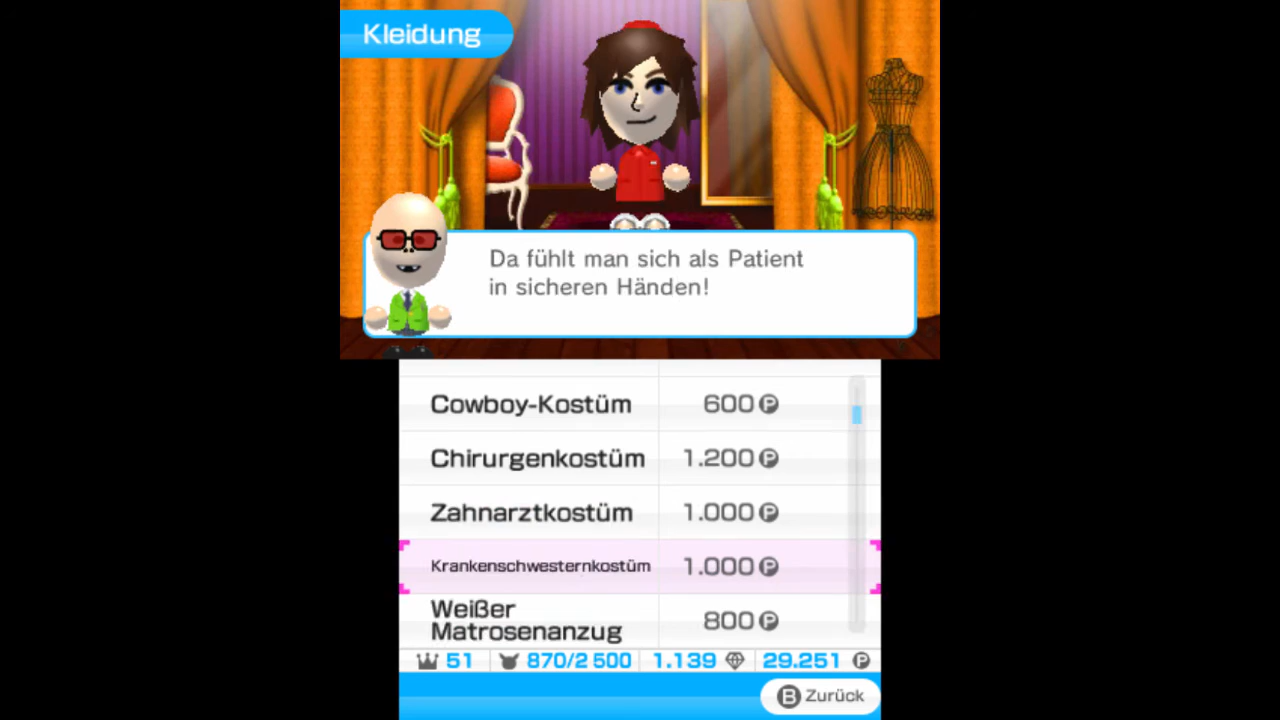 Kleidung
Da fühlt man sich als Patient
in sicheren Händen!
Cowboy-Kostüm 600 P
Chirurgenkostüm 1.200 P
Zahnarztkostüm 1.000 P
Krankenschwesternkostüm 1.000 P
Weißer
Matrosenanzug 800 P
51 870/2 500 1.139 29.251 P
B Zurück